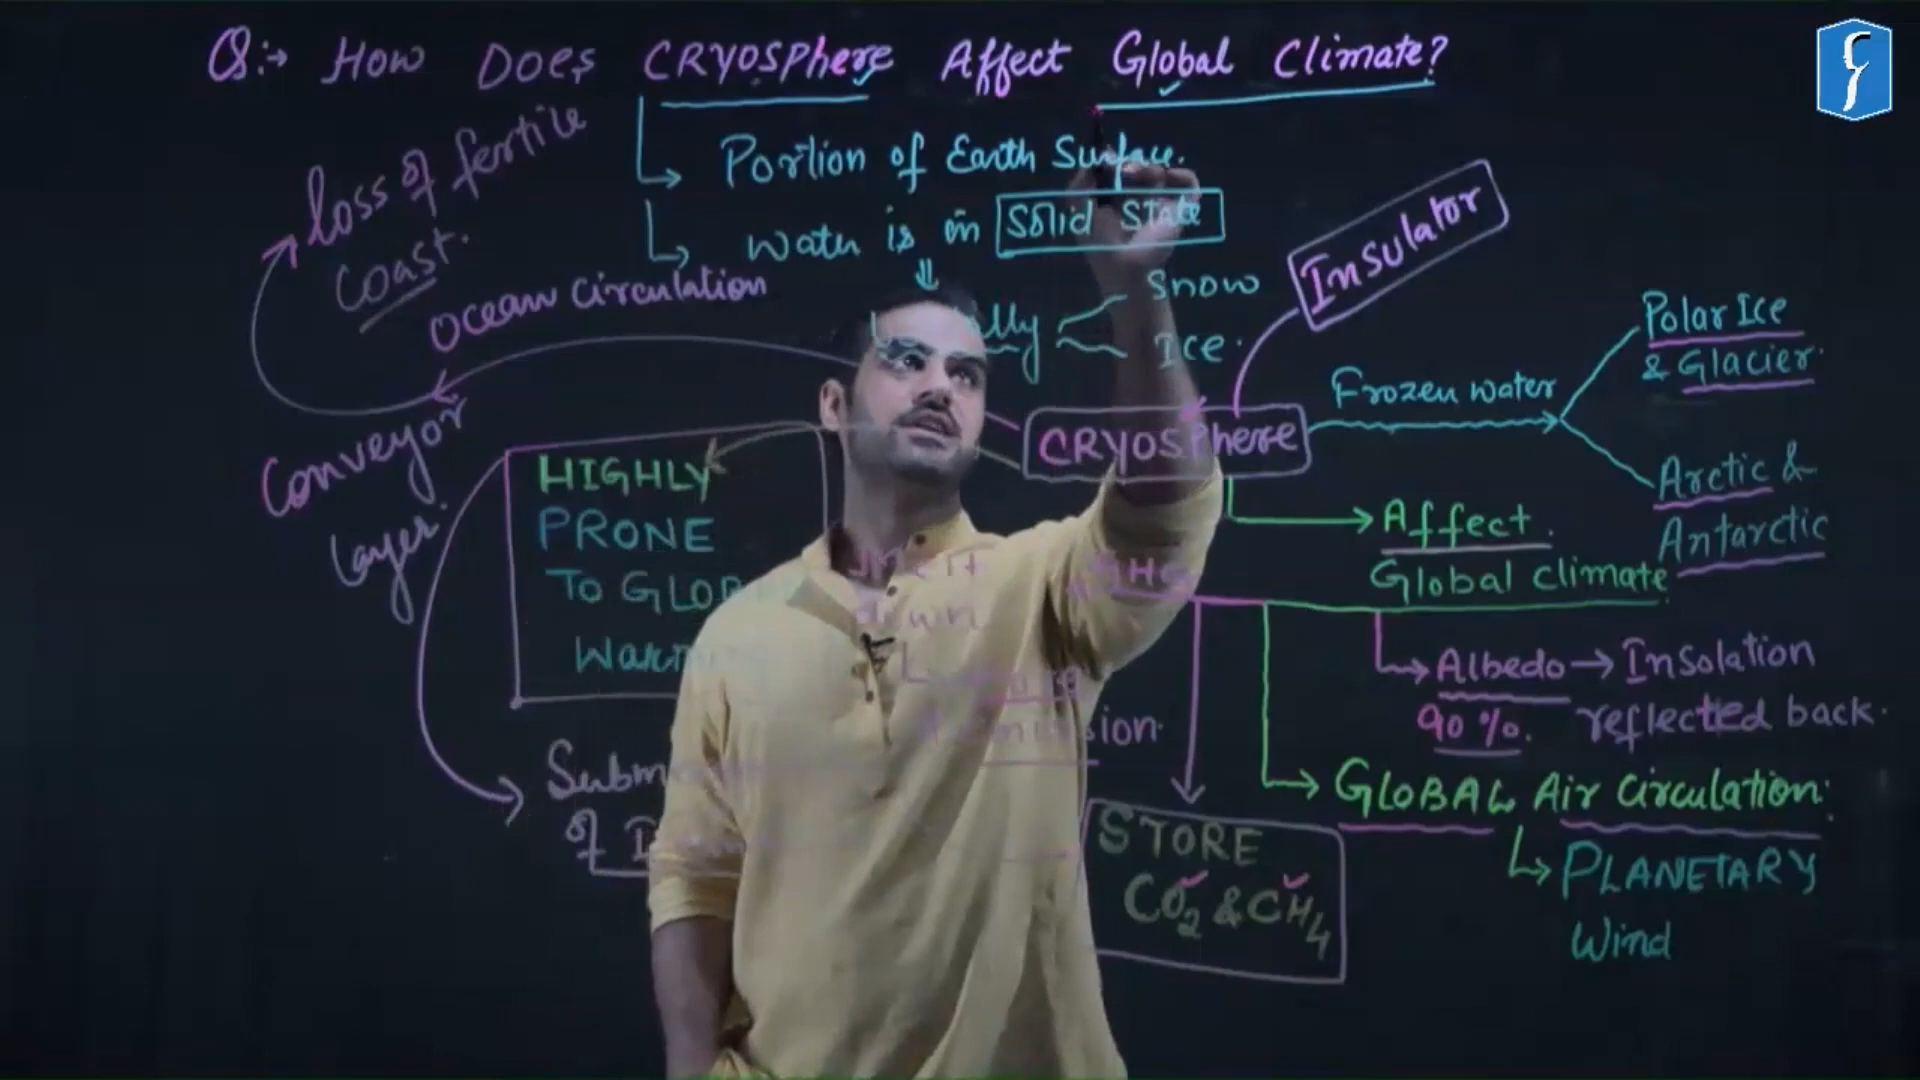 Q:→ HOW DOES CRYOSPHERE Affect Global Climate?
Portion of Earth Surface.
Water is in Solid State
Snow
Ice.
loss of fertile
coast.
Ocean circulation
Conveyor
layer.
Insulator
CRYOSPHERE
Frozen water
Polar Ice
& Glacier.
Arctic &
Antarctic
Affect.
Global climate
HIGHLY
PRONE
TO
Albedo → Insolation
90%. reflected back.
GLOBAL Air circulation:
PLANETARY
Wind
STORE
CO2 & CH4
of